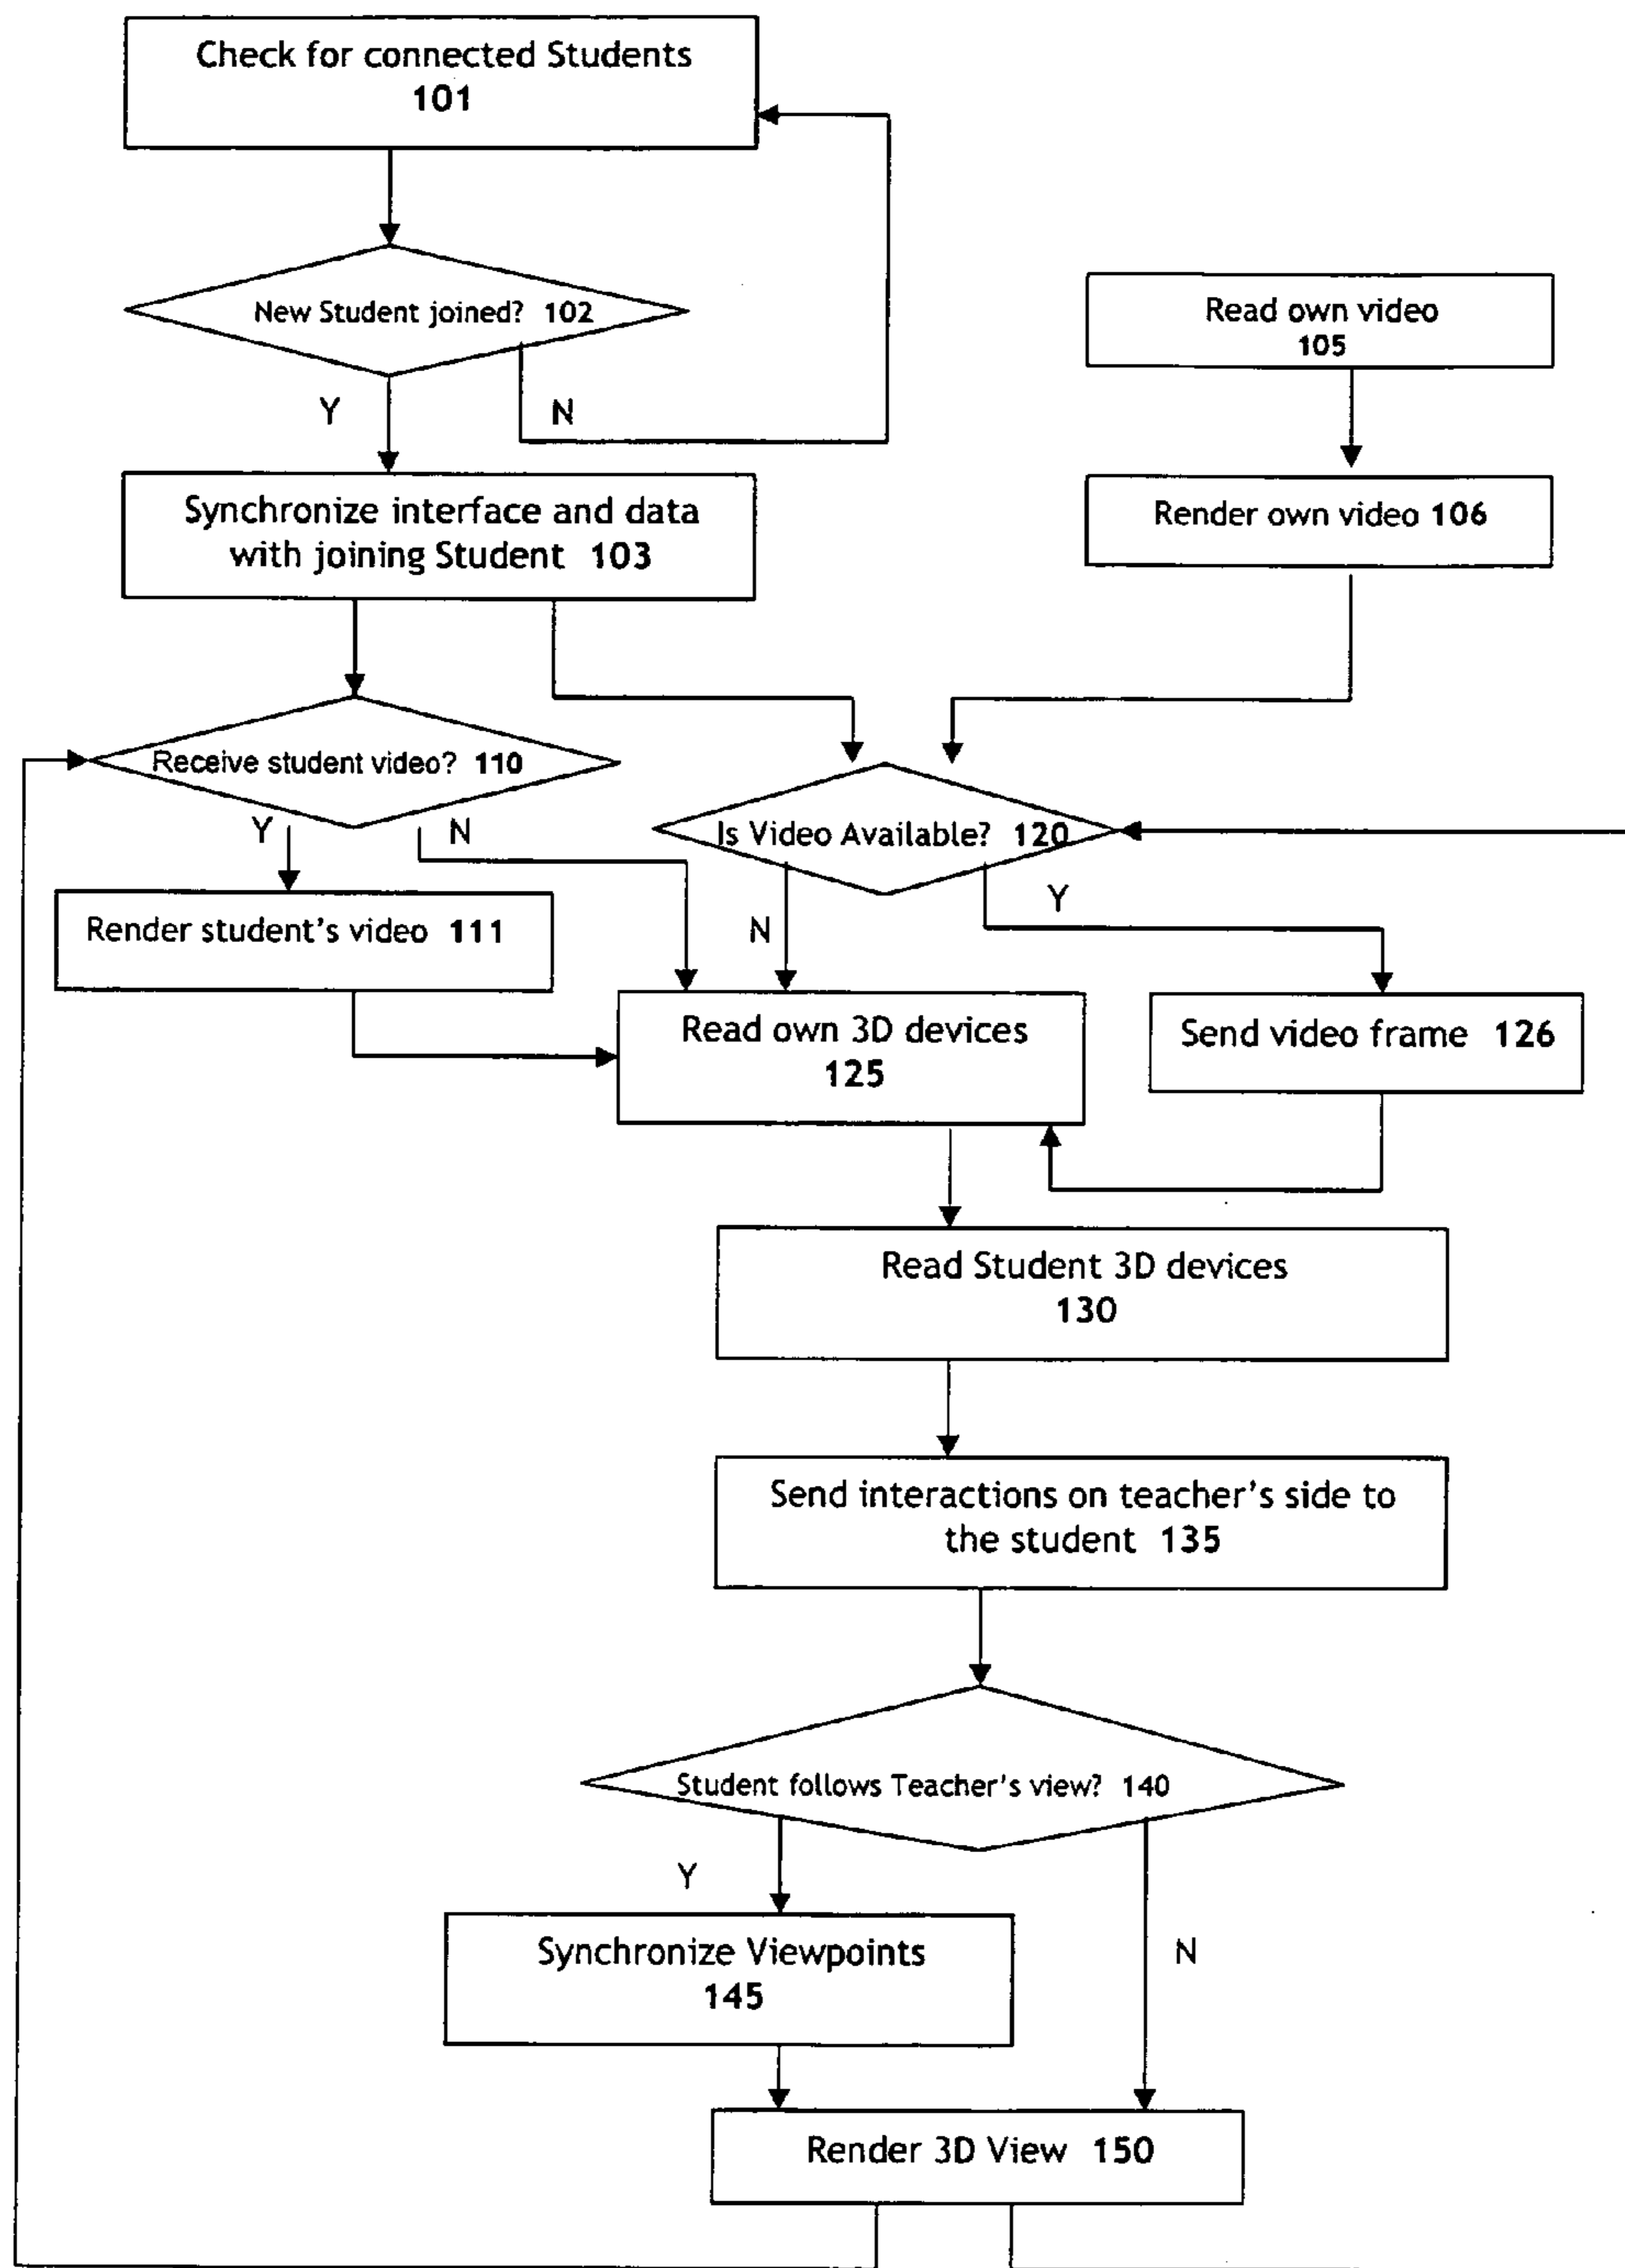 Check for connected Students
101
New Student joined? 102
Read own video
105
Y
N
Synchronize interface and data
with joining Student 103
Render own video 106
Receive student video? 110
Y
N
Is Video Available? 120
Y
N
Render student's video 111
Read own 3D devices
125
Send video frame 126
Read Student 3D devices
130
Send interactions on teacher's side to
the student 135
Student follows Teacher's view? 140
Y
N
Synchronize Viewpoints
145
Render 3D View 150